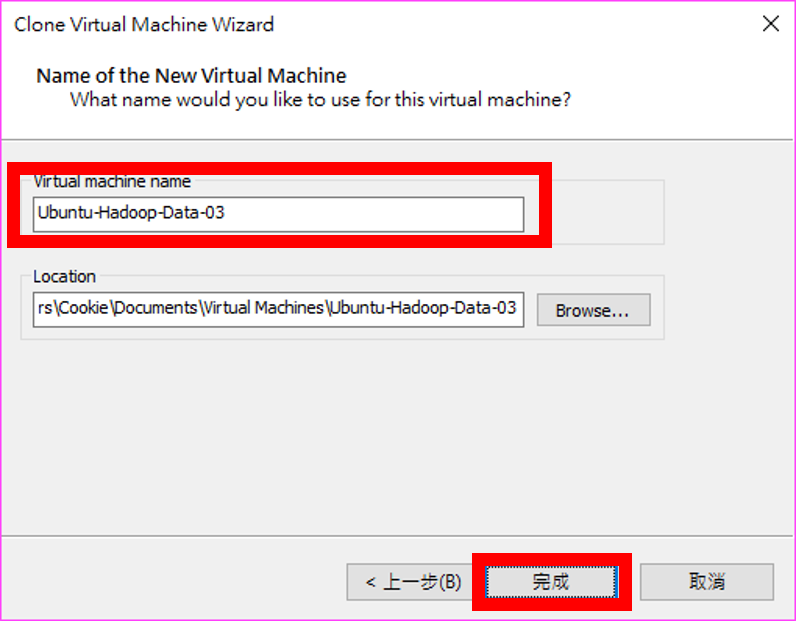 Clone Virtual Machine Wizard
Name of the New Virtual Machine
What name would you like to use for this virtual machine?
Virtual machine name
Ubuntu-Hadoop-Data-03
Location
rs\Cookie\Documents\Virtual Machines\Ubuntu-Hadoop-Data-03
Browse...
< 上一步(B)
完成
取消